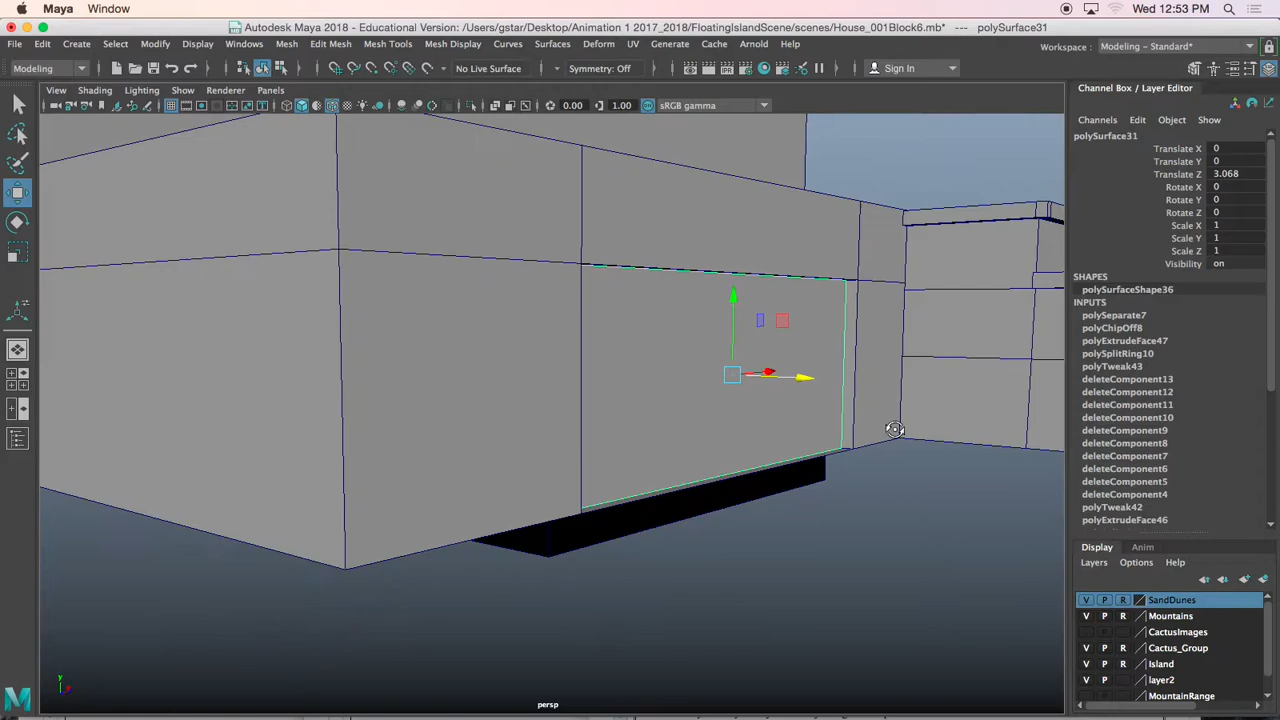 Maya Window Wed 12:53 PM
Autodesk Maya 2018 - Educational Version: /Users/gstar/Desktop/Animation 1 2017_2018/FloatingIslandScene/scenes/House_001Block6.mb* --- polySurface31
File Edit Create Select Modify Display Windows Mesh Edit Mesh Mesh Tools Mesh Display Curves Surfaces Deform UV Generate Cache Arnold Help Workspace : Modeling - Standard*
Modeling No Live Surface Symmetry: Off Sign In
View Shading Lighting Show Renderer Panels
0.00 1.00 sRGB gamma
persp
Channel Box / Layer Editor
Channels Edit Object Show
polySurface31
Translate X 0
Translate Y 0
Translate Z 3.068
Rotate X 0
Rotate Y 0
Rotate Z 0
Scale X 1
Scale Y 1
Scale Z 1
Visibility on
SHAPES
polySurfaceShape36
INPUTS
polySeparate7
polyChipOff8
polyExtrudeFace47
polySplitRing10
polyTweak43
deleteComponent13
deleteComponent12
deleteComponent11
deleteComponent10
deleteComponent9
deleteComponent8
deleteComponent7
deleteComponent6
deleteComponent5
deleteComponent4
polyTweak42
polyExtrudeFace46
Display Anim
Layers Options Help
V P R SandDunes
V P R Mountains
CactusImages
V P R Cactus_Group
V P R Island
V P layer2
MountainRange